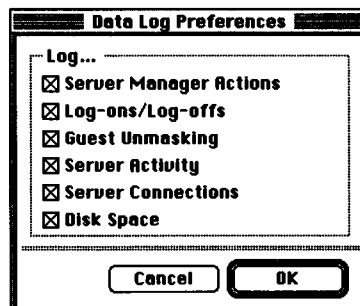 Data Log Preferences
Log...
Server Manager Actions
Log-ons/Log-offs
Guest Unmasking
Server Activity
Server Connections
Disk Space
Cancel
OK